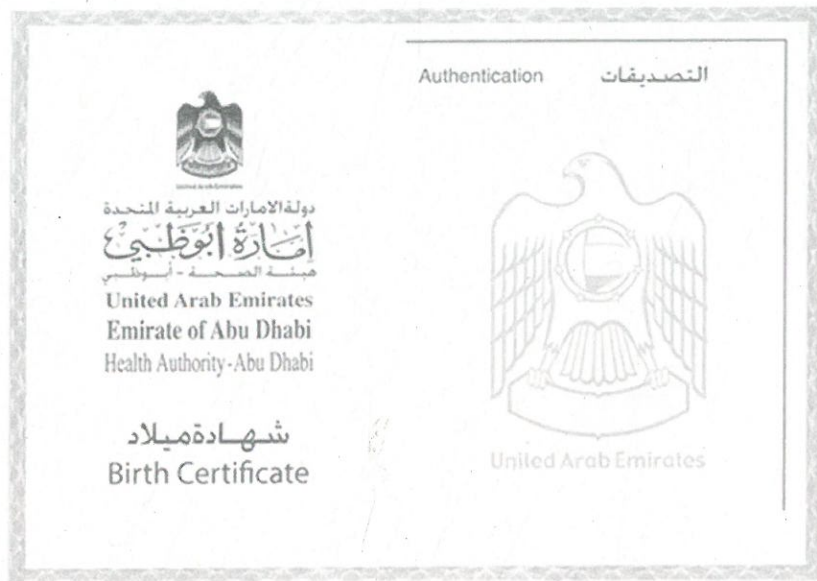 دولة الامارات العربية المتحدة
إمارة أبوظبي
هيئة الصحة - أبوظبي
United Arab Emirates
Emirate of Abu Dhabi
Health Authority-Abu Dhabi
شهادة ميلاد
Birth Certificate
Authentication التصديقات
United Arab Emirates